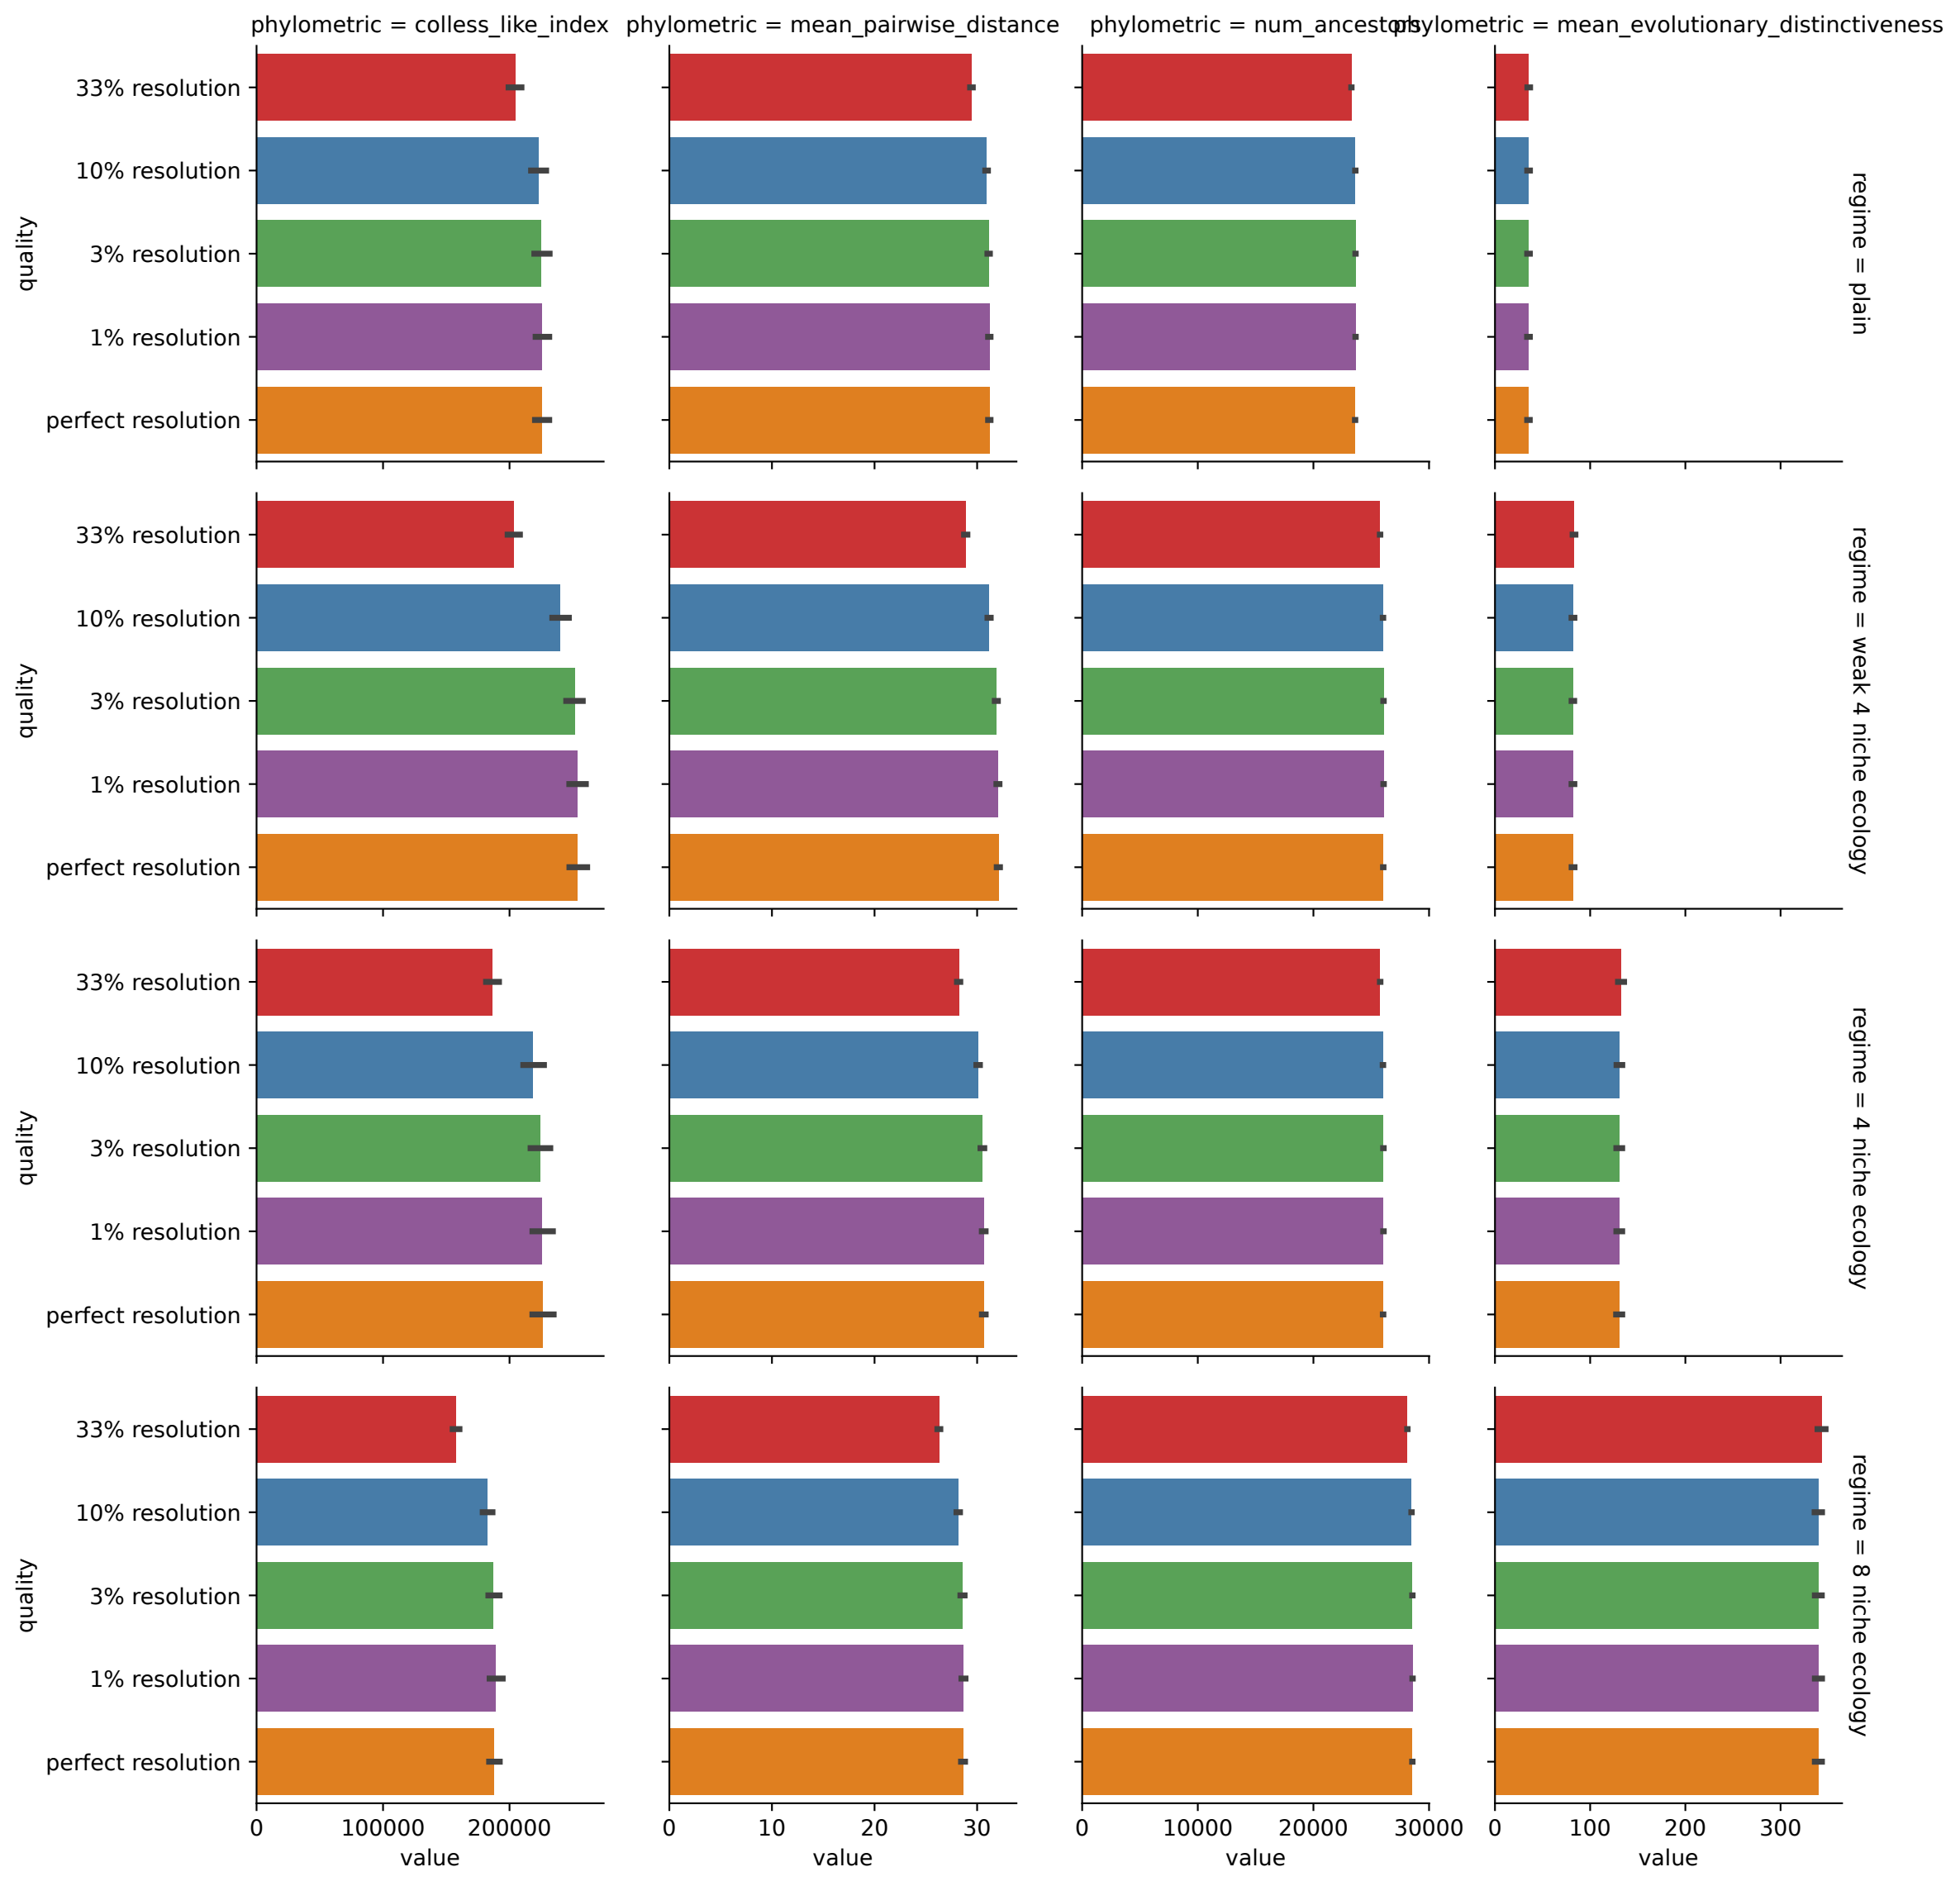 phylometric = colless_like_index
phylometric = mean_pairwise_distance
phylometric = num_ancestors
phylometric = mean_evolutionary_distinctiveness
quality
33% resolution
10% resolution
3% resolution
1% resolution
perfect resolution
regime = plain
quality
33% resolution
10% resolution
3% resolution
1% resolution
perfect resolution
regime = weak 4 niche ecology
quality
33% resolution
10% resolution
3% resolution
1% resolution
perfect resolution
regime = 4 niche ecology
quality
33% resolution
10% resolution
3% resolution
1% resolution
perfect resolution
regime = 8 niche ecology
0 100000 200000
0 10 20 30
0 10000 20000 30000
0 100 200 300
value
value
value
value